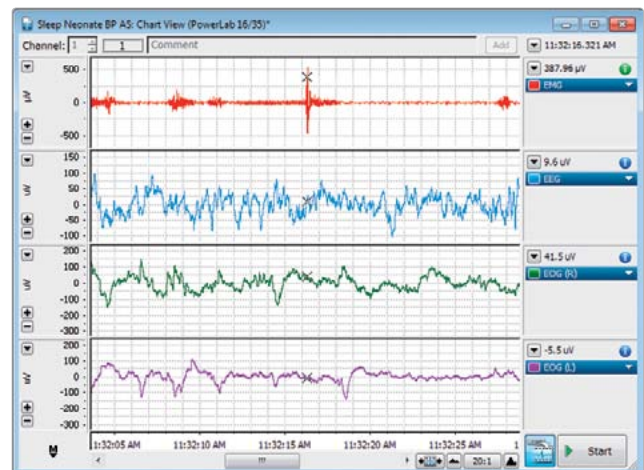 Sleep Neonate BP AS: Chart View (PowerLab 16/35)*
Channel: 1 1 Comment Add 11:32:16.321 AM
500
0
-500
µV
387.96 µV
EMG
150
100
50
0
-50
-100
uV
9.6 uV
EEG
200
100
0
-100
-200
-300
uV
41.5 uV
EOG (R)
200
100
0
-100
-200
-300
uV
-5.5 uV
EOG (L)
11:32:05 AM 11:32:10 AM 11:32:15 AM 11:32:20 AM 11:32:25 AM 1
M
20:1
Start